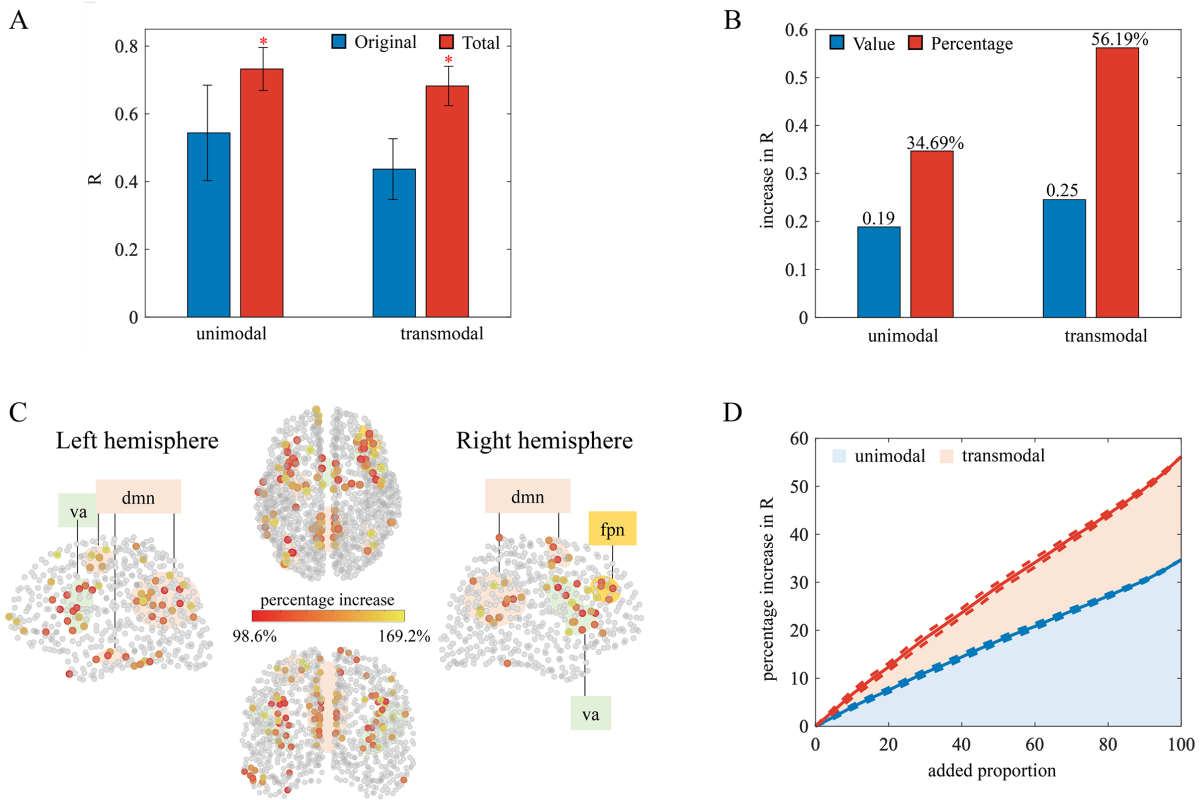 A
0.8
0.6
0.4
0.2
0
R
Original
Total
*
*
unimodal
transmodal
B
0.6
0.5
0.4
0.3
0.2
0.1
0
increase in R
Value
Percentage
0.19
34.69%
0.25
56.19%
unimodal
transmodal
C
Left hemisphere
Right hemisphere
va
dmn
dmn
fpn
va
percentage increase
98.6%
169.2%
D
60
50
40
30
20
10
0
percentage increase in R
unimodal
transmodal
0
20
40
60
80
100
added proportion